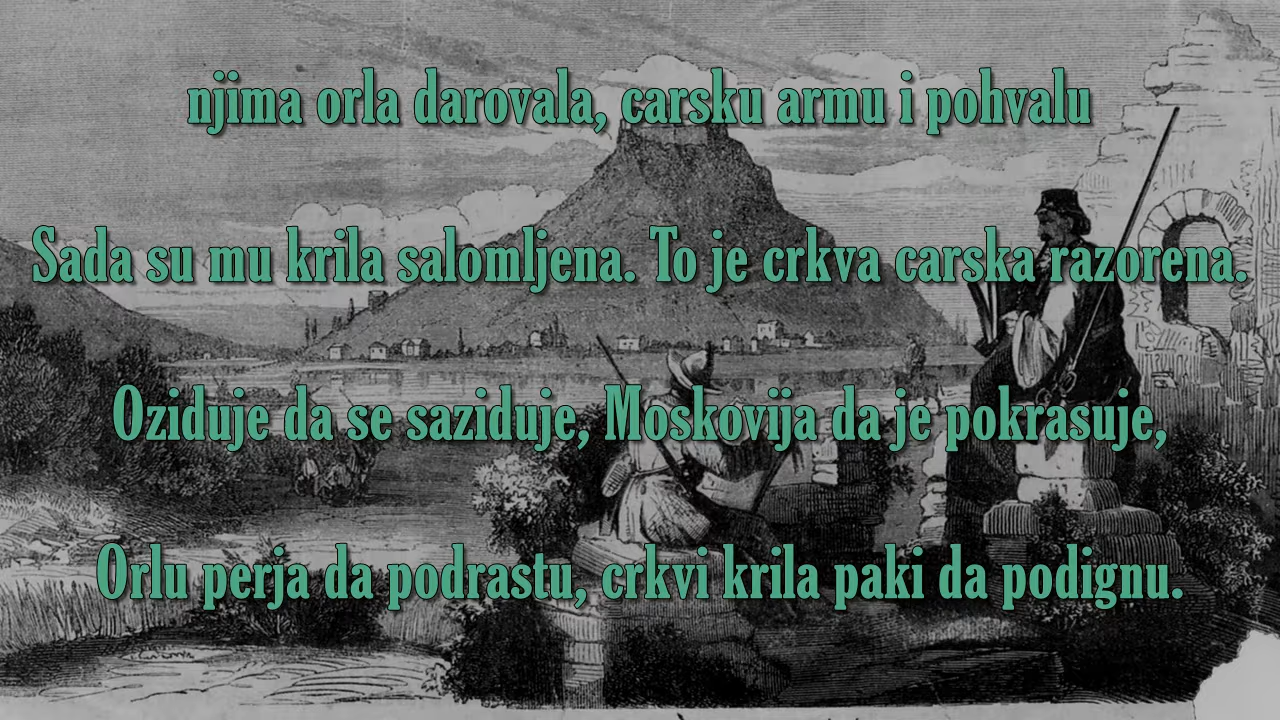 njima orla darovala, carsku armu i pohvalu
Sada su mu krila salomljena. To je crkva carska razorena.
Oziduje da se saziduje, Moskovija da je pokrasuje,
Orlu perja da podrastu, crkvi krila paki da podignu.